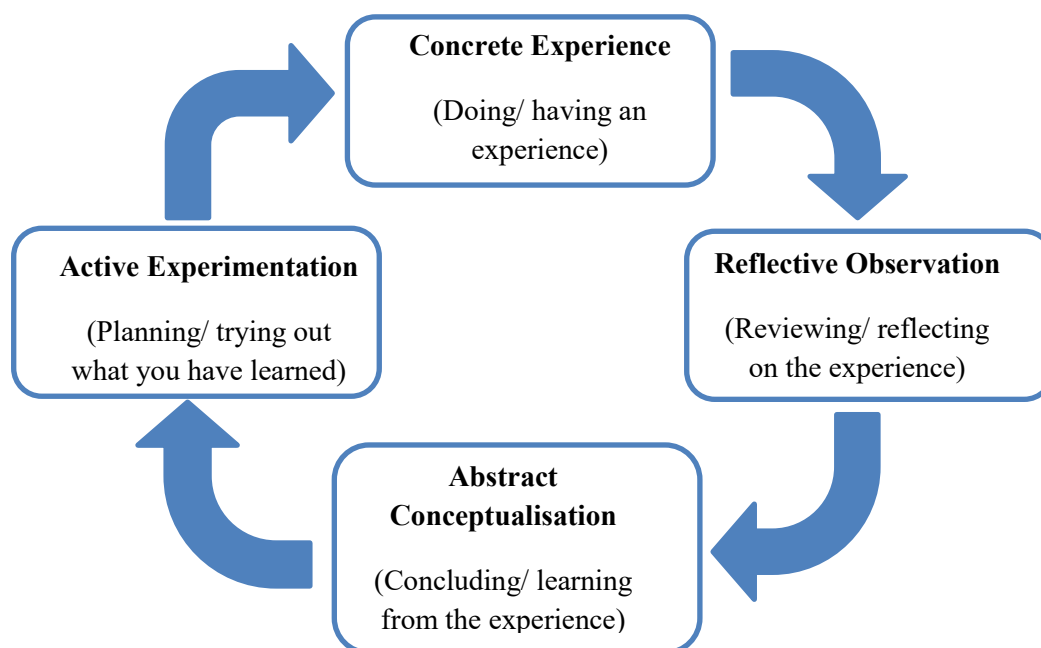 Concrete Experience
(Doing/ having an
experience)
Active Experimentation
(Planning/ trying out
what you have learned)
Reflective Observation
(Reviewing/ reflecting
on the experience)
Abstract
Conceptualisation
(Concluding/ learning
from the experience)